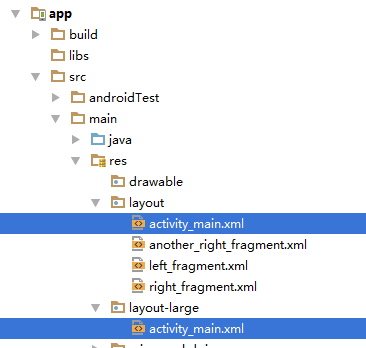 app
build
libs
src
androidTest
main
java
res
drawable
layout
activity_main.xml
another_right_fragment.xml
left_fragment.xml
right_fragment.xml
layout-large
activity_main.xml